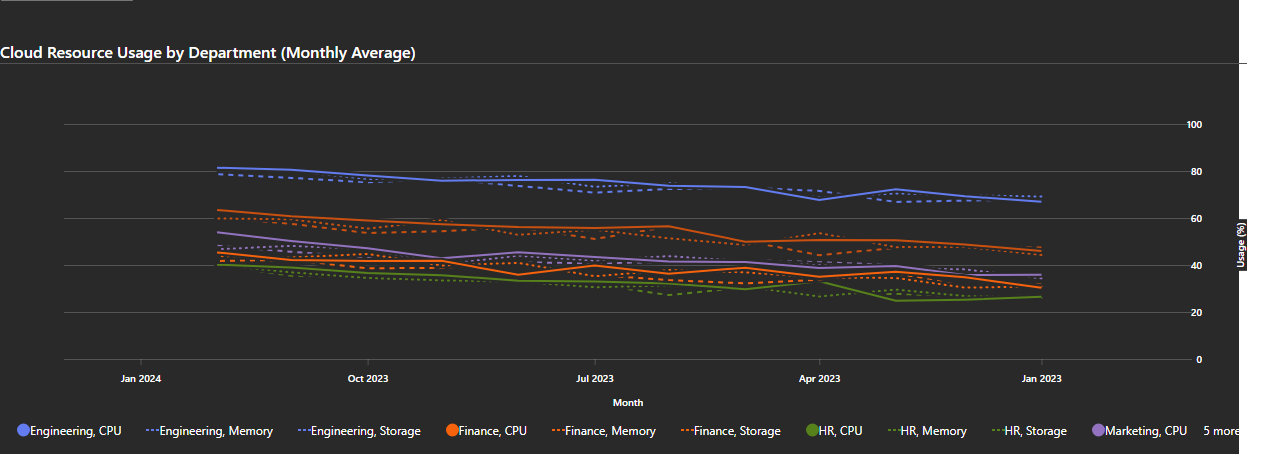 Cloud Resource Usage by Department (Monthly Average)
100
80
60
40
20
0
Usage (%)
Jan 2024 Oct 2023 Jul 2023 Apr 2023 Jan 2023
Month
Engineering, CPU Engineering, Memory Engineering, Storage Finance, CPU Finance, Memory Finance, Storage HR, CPU HR, Memory HR, Storage Marketing, CPU 5 more